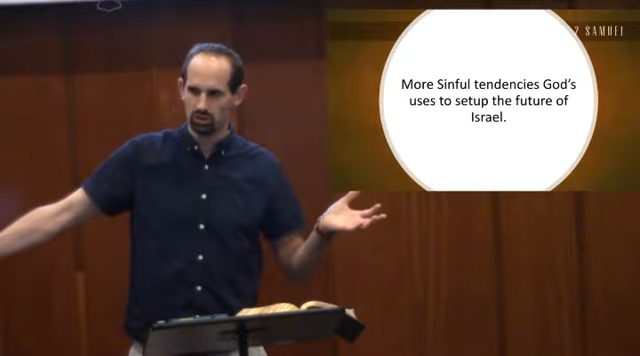 2 SAMUEL
More Sinful tendencies God's
uses to setup the future of
Israel.